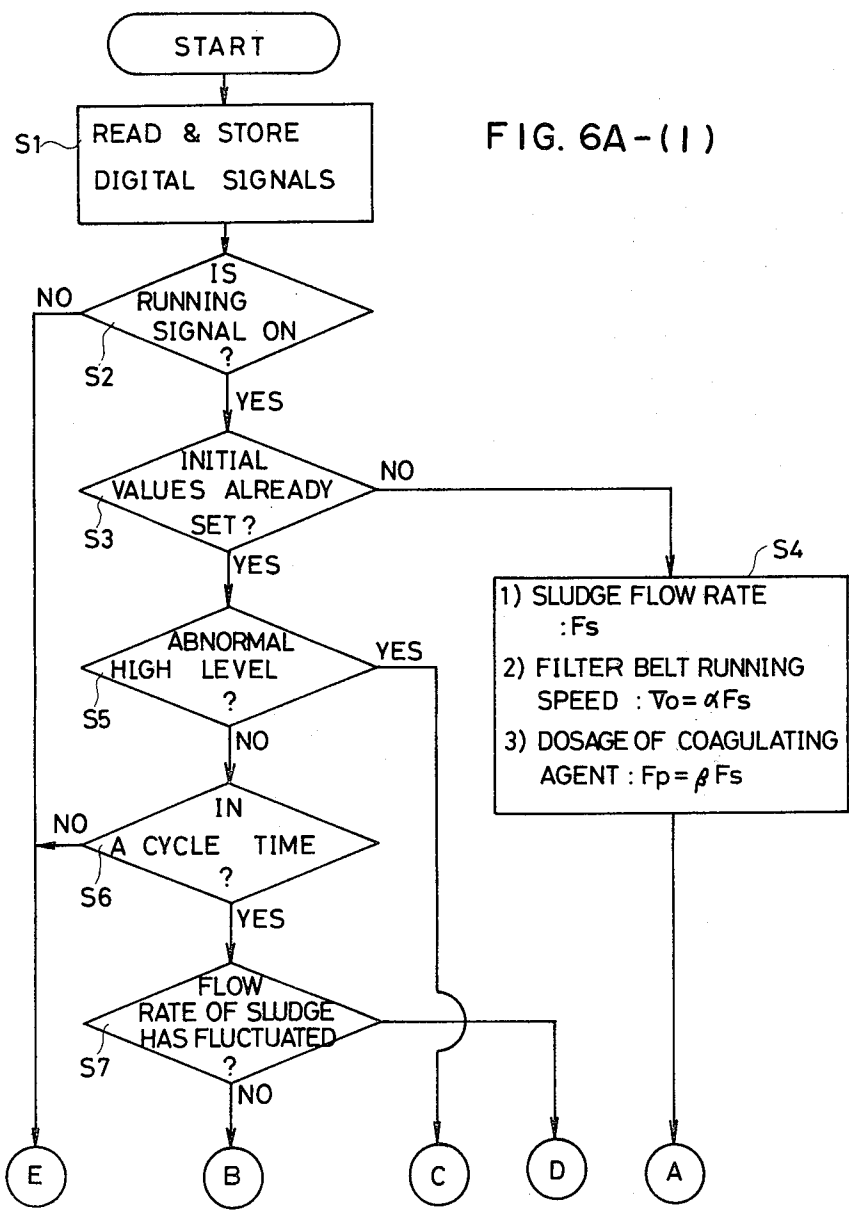 START
FIG. 6A-(1)
S1
READ & STORE
DIGITAL SIGNALS
IS
RUNNING
SIGNAL ON
?
NO
S2
YES
INITIAL
VALUES ALREADY
SET?
NO
S3
YES
S4
1) SLUDGE FLOW RATE
:Fs
2) FILTER BELT RUNNING
SPEED : Vo=αFs
3) DOSAGE OF COAGULATING
AGENT : Fp=βFs
ABNORMAL
HIGH LEVEL
?
YES
S5
NO
IN
A CYCLE TIME
?
NO
S6
YES
FLOW
RATE OF SLUDGE
HAS FLUCTUATED
?
S7
NO
E
B
C
D
A